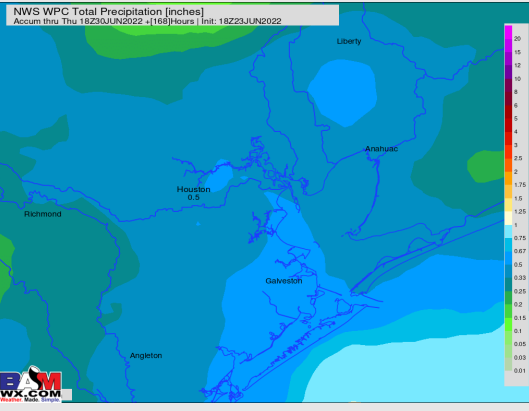 NWS WPC Total Precipitation [inches]
Accum thru Thu 18Z30JUN2022 +[168]Hours | Init: 18Z23JUN2022
Liberty
Anahuac
Houston
0.5
Richmond
Galveston
Angleton
20
15
12
10
8
6
5
4
3
2.5
2
1.75
1.5
1.25
1
0.75
0.67
0.5
0.33
0.25
0.2
0.15
0.1
0.05
0.03
0.01
BAM
WX.COM
Weather. Made. Simple.